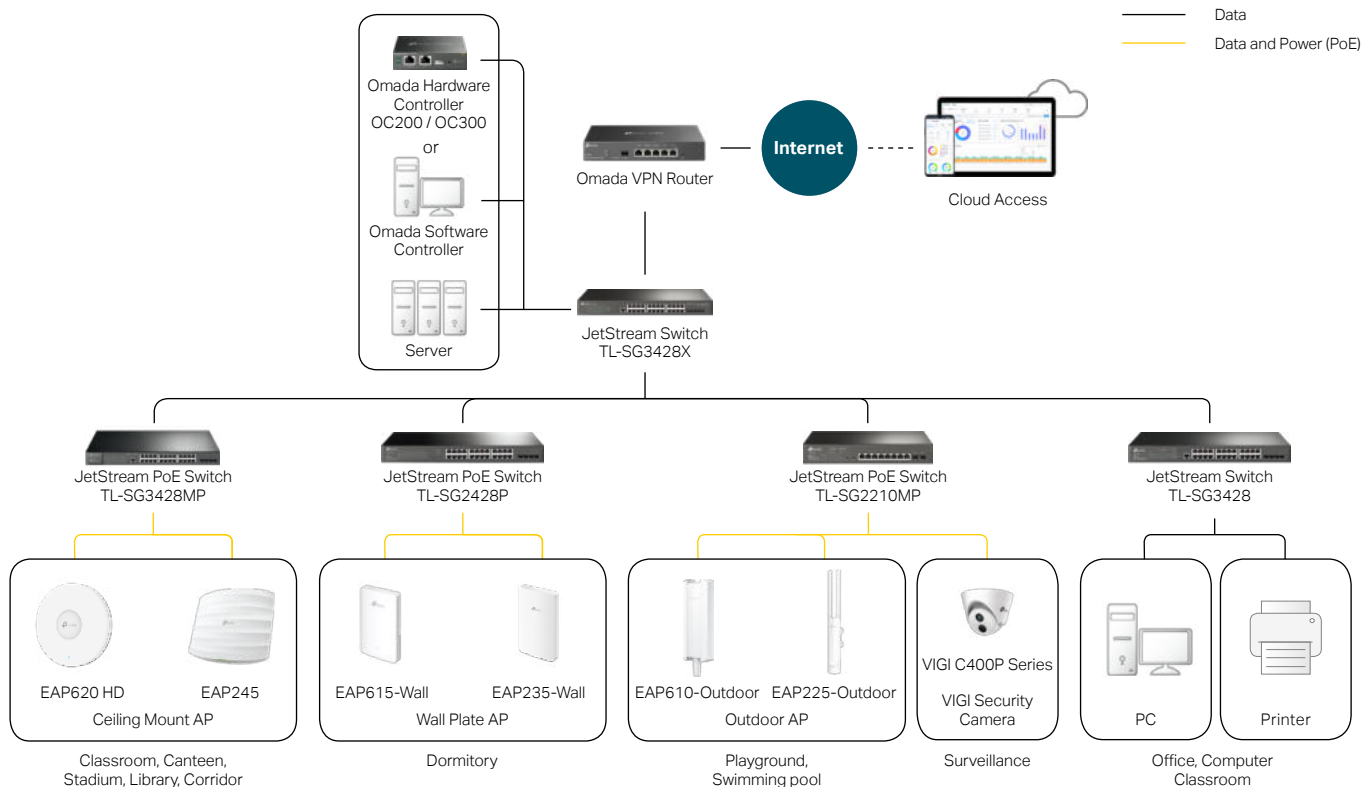 Data
Data and Power (PoE)
Omada Hardware
Controller
OC200 / OC300
or
Omada Software
Controller
Server
Omada VPN Router
Internet
Cloud Access
JetStream Switch
TL-SG3428X
JetStream PoE Switch
TL-SG3428MP
JetStream PoE Switch
TL-SG2428P
JetStream PoE Switch
TL-SG2210MP
JetStream Switch
TL-SG3428
EAP620 HD
EAP245
Ceiling Mount AP
Classroom, Canteen,
Stadium, Library, Corridor
EAP615-Wall
EAP235-Wall
Wall Plate AP
Dormitory
EAP610-Outdoor
EAP225-Outdoor
Outdoor AP
Playground,
Swimming pool
VIGI C400P Series
VIGI Security
Camera
Surveillance
PC
Printer
Office, Computer
Classroom